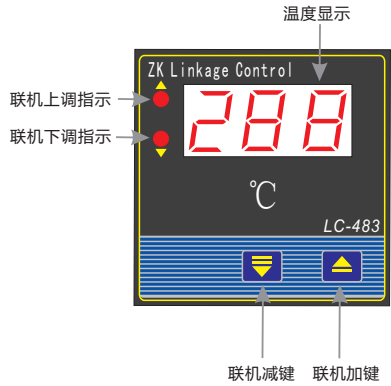 温度显示
ZK Linkage Control
联机上调指示
288
联机下调指示
℃
LC-483
联机减键 联机加键